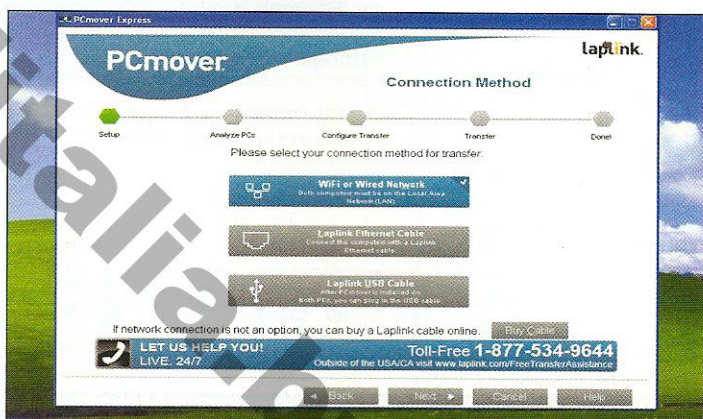 PCmover Express
PCmover
laplink.
Connection Method
Setup
Analyze PCs
Configure Transfer
Transfer
Done!
Please select your connection method for transfer:
WiFi or Wired Network
Both computers must be on the Local Area
Network (LAN)
Laplink Ethernet Cable
Connect the computers with a Laplink
Ethernet cable
Laplink USB Cable
After PCmover is installed on
both PCs, you can plug in the USB cable
If network connection is not an option, you can buy a Laplink cable online.
Buy Cable
LET US HELP YOU!
LIVE. 24/7
Toll-Free 1-877-534-9644
Outside of the USA/CA visit www.laplink.com/FreeTransferAssistance
Back
Next
Cancel
Help